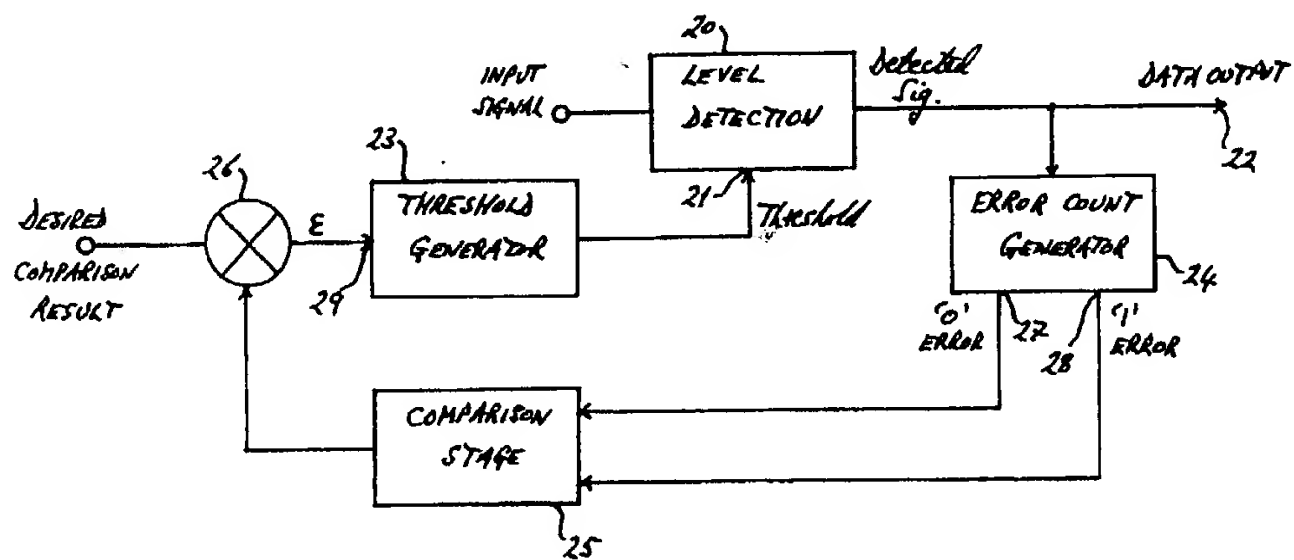 20
INPUT
SIGNAL
LEVEL
DETECTION
Detected
Sig.
DATA OUTPUT
22
21
Threshold
26
23
DESIRED
COMPARISON
RESULT
ε
29
THRESHOLD
GENERATOR
ERROR COUNT
GENERATOR
24
'0'
ERROR
27
28
'1'
ERROR
COMPARISON
STAGE
25